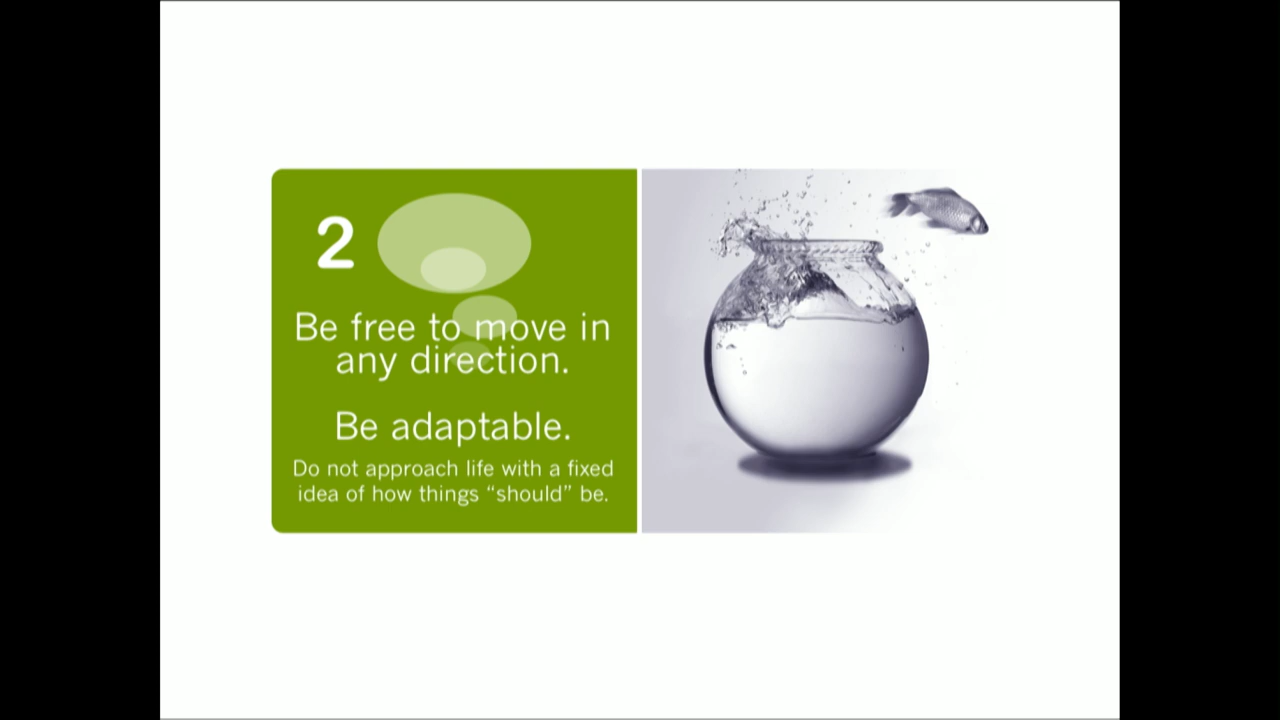 2
Be free to move in
any direction.
Be adaptable.
Do not approach life with a fixed
idea of how things “should” be.